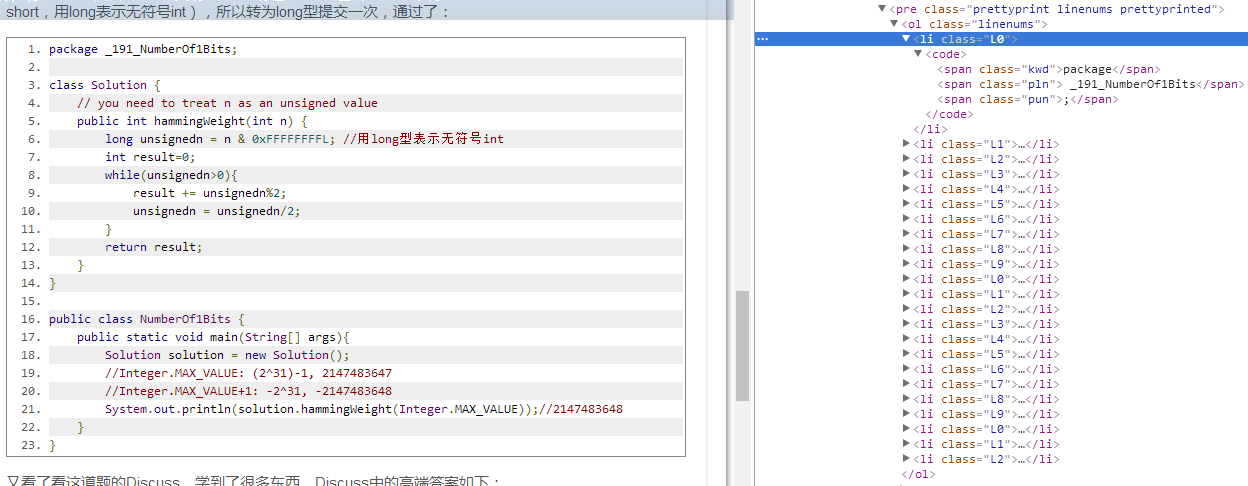 short，用long表示无符号int），所以转为long型提交一次，通过了：
1. package _191_NumberOf1Bits;
2.
3. class Solution {
4. // you need to treat n as an unsigned value
5. public int hammingWeight(int n) {
6. long unsignedn = n & 0xFFFFFFFFL; //用long型表示无符号int
7. int result=0;
8. while(unsignedn>0){
9. result += unsignedn%2;
10. unsignedn = unsignedn/2;
11. }
12. return result;
13. }
14. }
15.
16. public class NumberOf1Bits {
17. public static void main(String[] args){
18. Solution solution = new Solution();
19. //Integer.MAX_VALUE: (2^31)-1, 2147483647
20. //Integer.MAX_VALUE+1: -2^31, -2147483648
21. System.out.println(solution.hammingWeight(Integer.MAX_VALUE));//2147483648
22. }
23. }
又看了看这道题的Discuss，学到了很多东西，Discuss中的高端答案如下：
▼<pre class="prettyprint linenums prettyprinted">
▼<ol class="linenums">
… ▼<li class="L0">
▼<code>
<span class="kwd">package</span>
<span class="pln"> _191_NumberOf1Bits</span>
<span class="pun">;</span>
</code>
</li>
▶<li class="L1">…</li>
▶<li class="L2">…</li>
▶<li class="L3">…</li>
▶<li class="L4">…</li>
▶<li class="L5">…</li>
▶<li class="L6">…</li>
▶<li class="L7">…</li>
▶<li class="L8">…</li>
▶<li class="L9">…</li>
▶<li class="L0">…</li>
▶<li class="L1">…</li>
▶<li class="L2">…</li>
▶<li class="L3">…</li>
▶<li class="L4">…</li>
▶<li class="L5">…</li>
▶<li class="L6">…</li>
▶<li class="L7">…</li>
▶<li class="L8">…</li>
▶<li class="L9">…</li>
▶<li class="L0">…</li>
▶<li class="L1">…</li>
▶<li class="L2">…</li>
</ol>